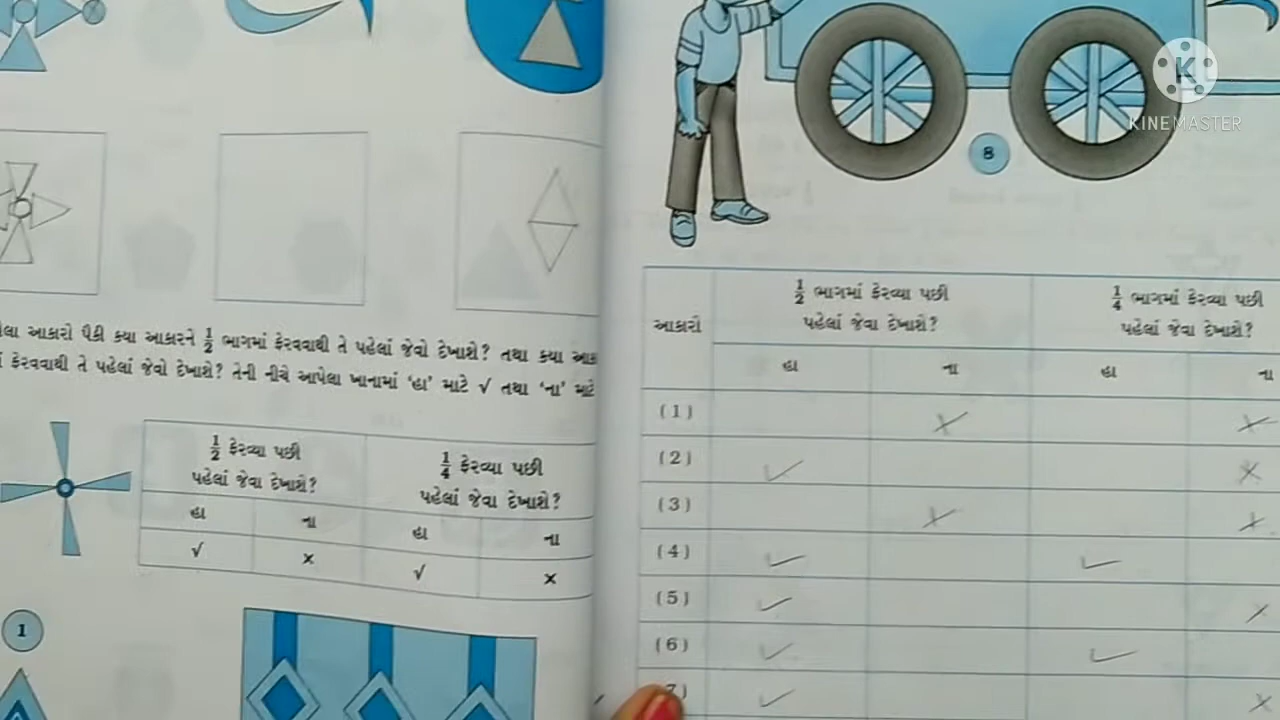 KINEMASTER
8
આકારો પૈકી ક્યા આકારને 1/2 ભાગમાં ફેરવવાથી તે પહેલાં જેવો દેખાશે? તથા ક્યા
ફેરવવાથી તે પહેલાં જેવો દેખાશે? તેની નીચે આપેલા ખાનામાં ‘હા’ માટે √ તથા ‘ના’ માટે
1/2 ફેરવ્યા પછી
પહેલાં જેવા દેખાશે?
1/4 ફેરવ્યા પછી
પહેલાં જેવા દેખાશે?
હા ના હા ના
√ × √ ×
1
આકારો
1/2 ભાગમાં ફેરવ્યા પછી
પહેલાં જેવા દેખાશે?
1/4 ભાગમાં ફેરવ્યા પછી
પહેલાં જેવા દેખાશે?
હા ના હા ના
(1) × ×
(2) ✓ ×
(3) × ×
(4) ✓ ✓
(5) ✓ ×
(6) ✓ ✓
7) ✓ ×